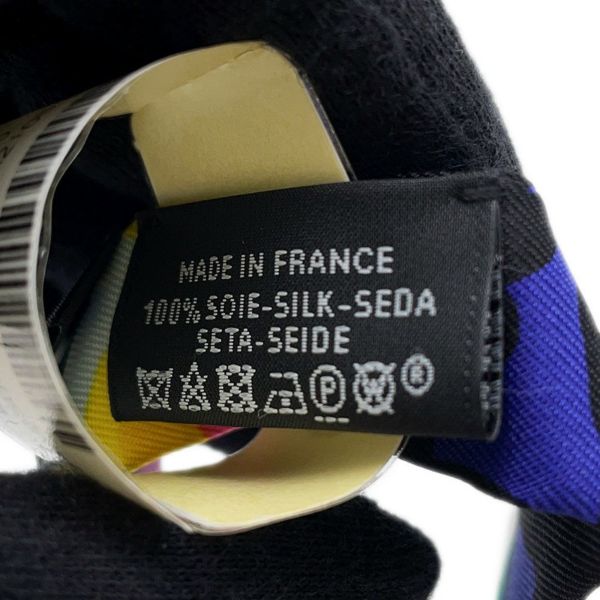 MADE IN FRANCE
100% SOIE-SILK-SEDA
SETA-SEIDE
P W ®